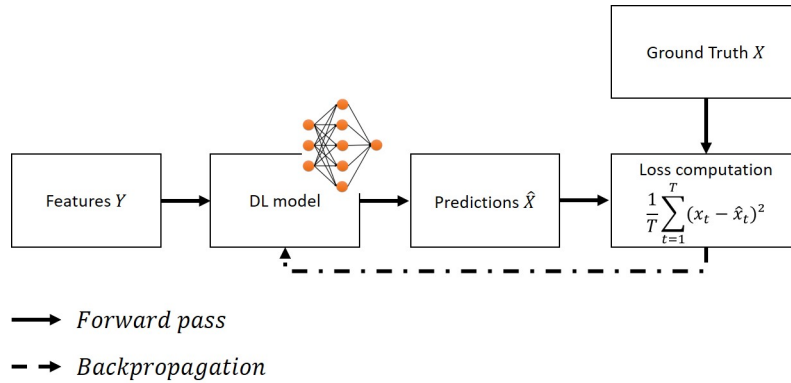 Ground Truth X
Features Y
DL model
Predictions X̂
Loss computation
1/T ∑_{t=1}^{T} (x_t − x̂_t)²
Forward pass
Backpropagation